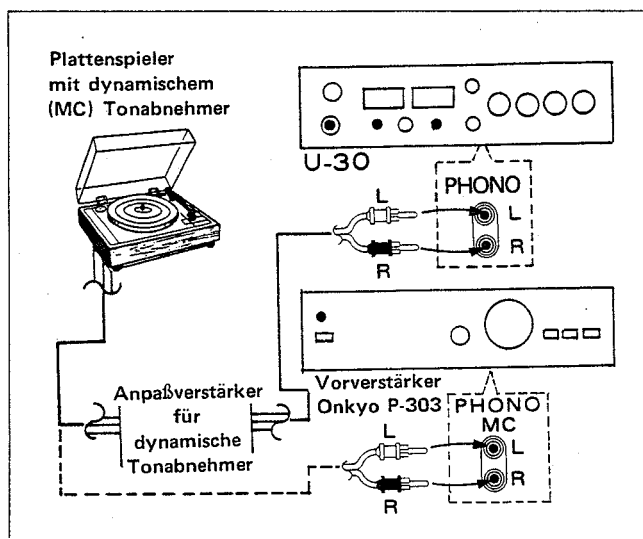 Plattenspieler
mit dynamischem
(MC) Tonabnehmer
U-30
PHONO
L
L
R
R
Anpaßverstärker
für
dynamische
Tonabnehmer
Vorverstärker
Onkyo P-303
PHONO
MC
L
L
R
R